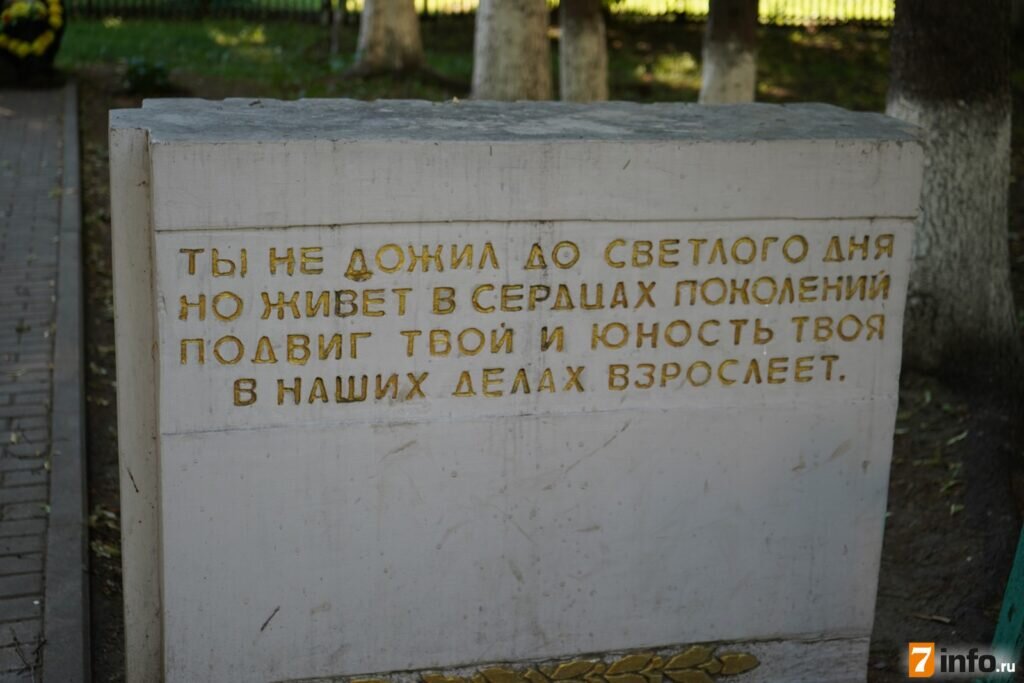 ТЫ НЕ ДОЖИЛ ДО СВЕТЛОГО ДНЯ
НО ЖИВЕТ В СЕРДЦАХ ПОКОЛЕНИЙ
ПОДВИГ ТВОЙ И ЮНОСТЬ ТВОЯ
В НАШИХ ДЕЛАХ ВЗРОСЛЕЕТ.
7info.ru